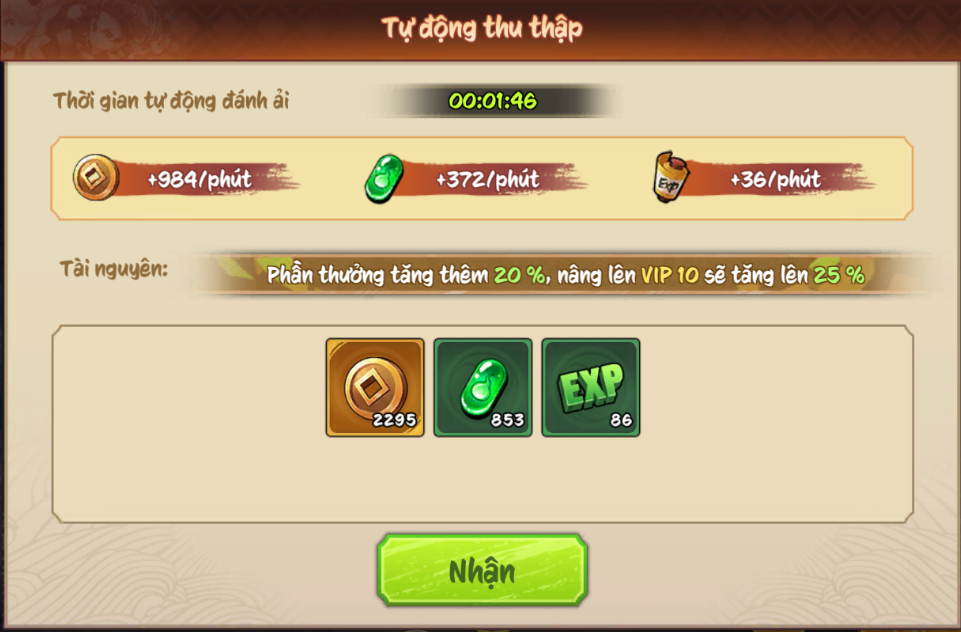 Tự động thu thập
Thời gian tự động đánh ải
00:01:46
+984/phút
+372/phút
Exp
+36/phút
Tài nguyên:
Phần thưởng tăng thêm 20 %, nâng lên VIP 10 sẽ tăng lên 25 %
2295
853
EXP
86
Nhận